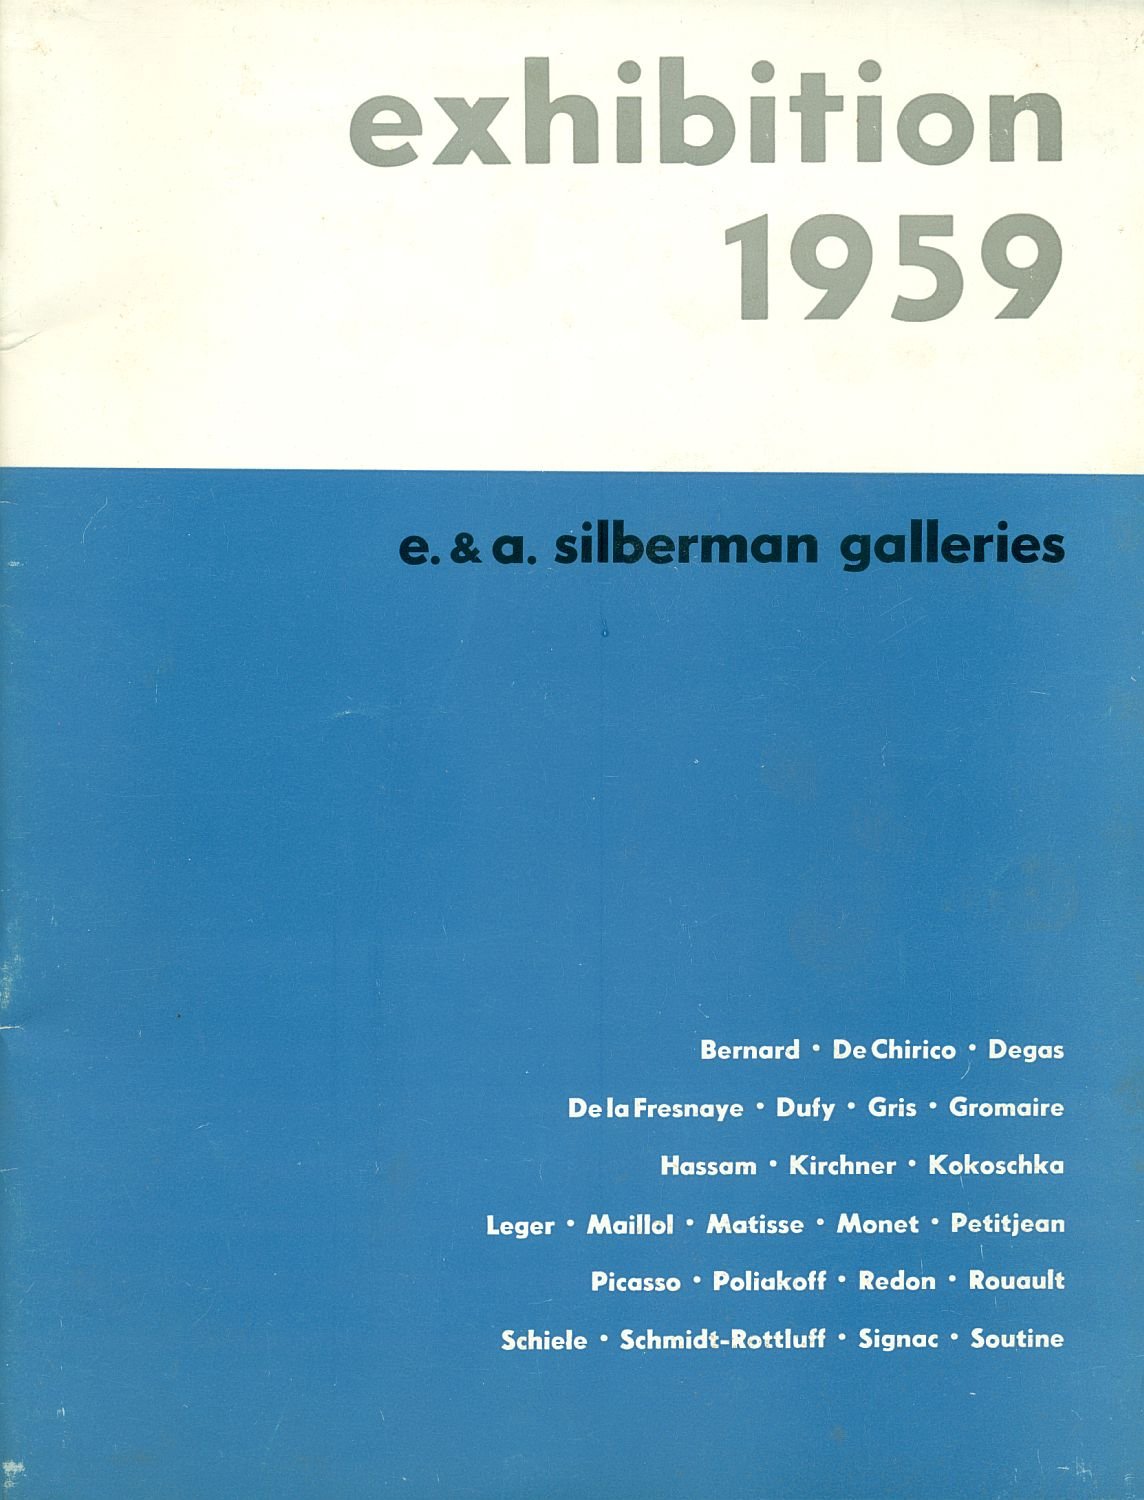 exhibition
1959
e. & a. silberman galleries
Bernard • De Chirico • Degas
De la Fresnaye • Dufy • Gris • Gromaire
Hassam • Kirchner • Kokoschka
Leger • Maillol • Matisse • Monet • Petitjean
Picasso • Poliakoff • Redon • Rouault
Schiele • Schmidt-Rottluff • Signac • Soutine